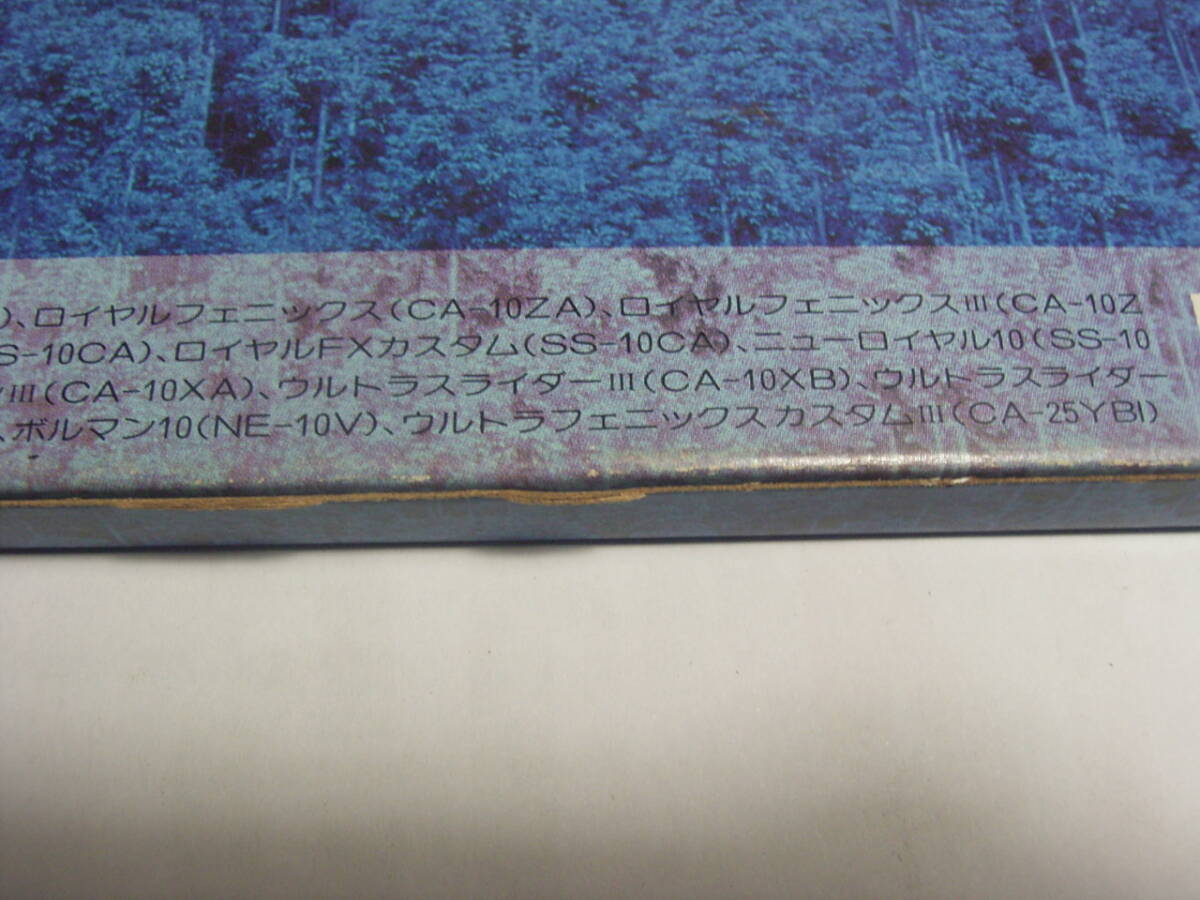 )、ロイヤルフェニックス(CA-10ZA)、ロイヤルフェニックスIII(CA-10Z
S-10CA)、ロイヤルFXカスタム(SS-10CA)、ニューロイヤル10(SS-10
III(CA-10XA)、ウルトラスライダーIII(CA-10XB)、ウルトラスライダー
、ボルマン10(NE-10V)、ウルトラフェニックスカスタムIII(CA-25YBI)